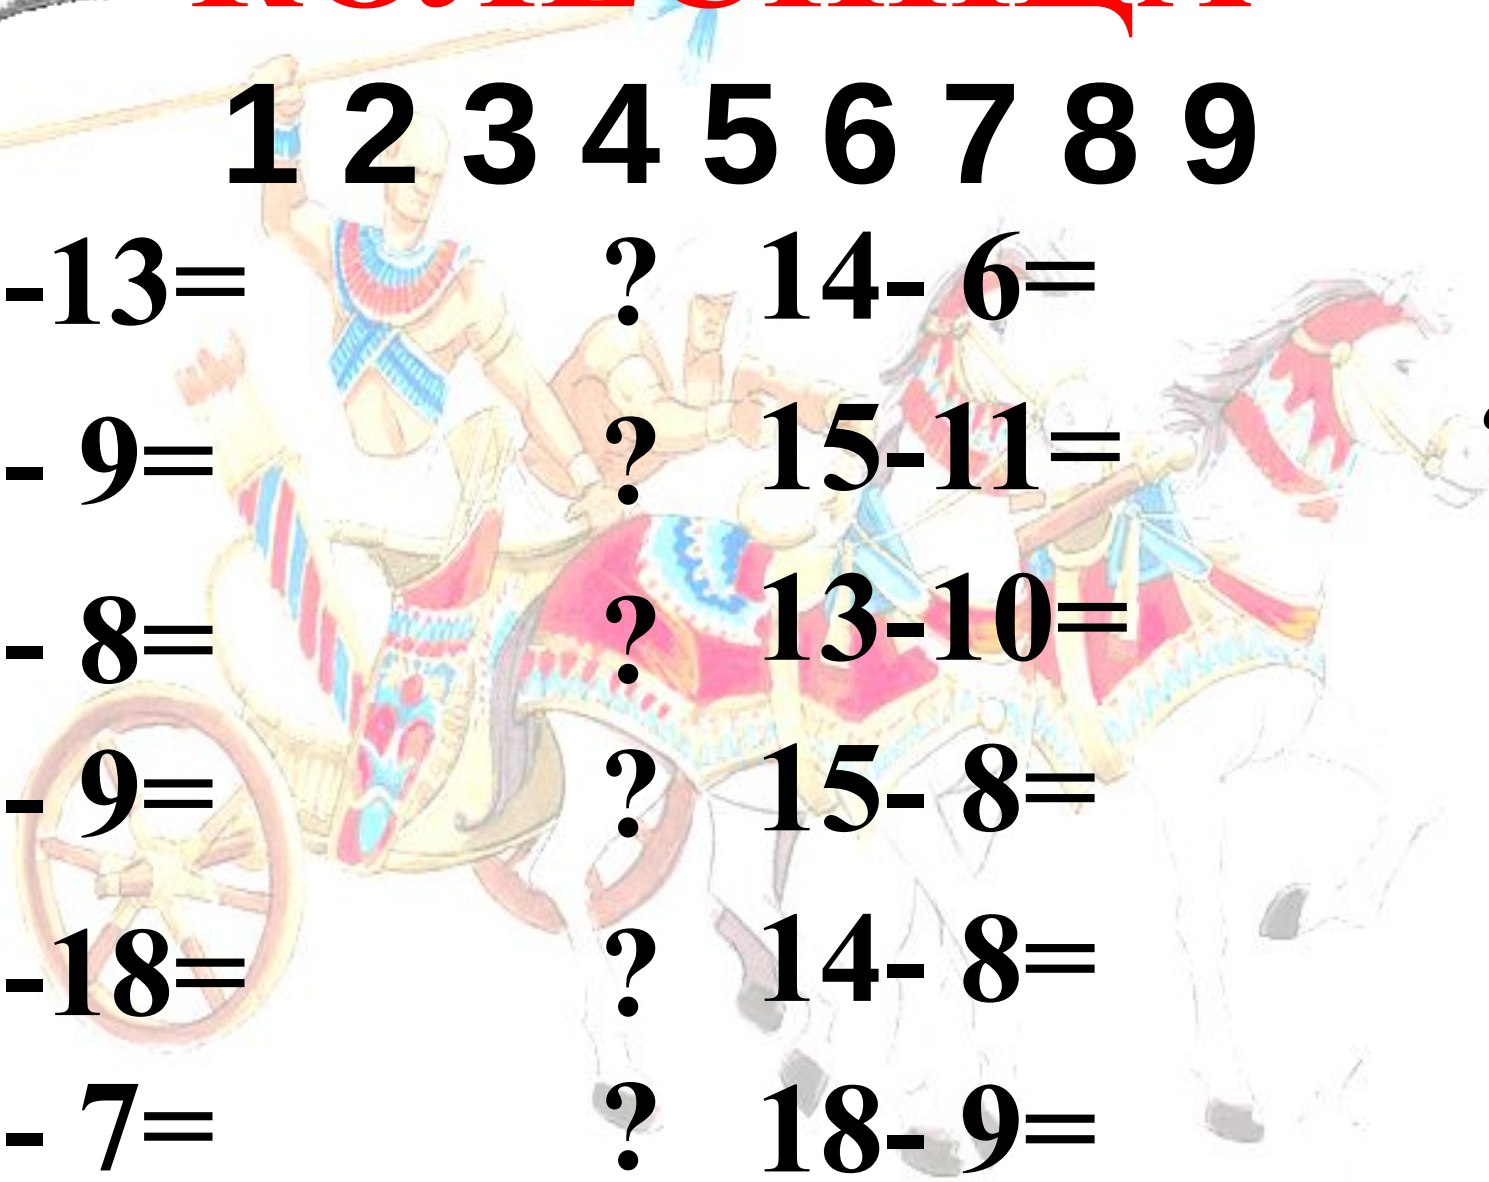 КОЛЕСНИЦА
1 2 3 4 5 6 7 8 9
-13= ? 14- 6=
- 9= ? 15-11=
- 8= ? 13-10=
- 9= ? 15- 8=
-18= ? 14- 8=
- 7= ? 18- 9=